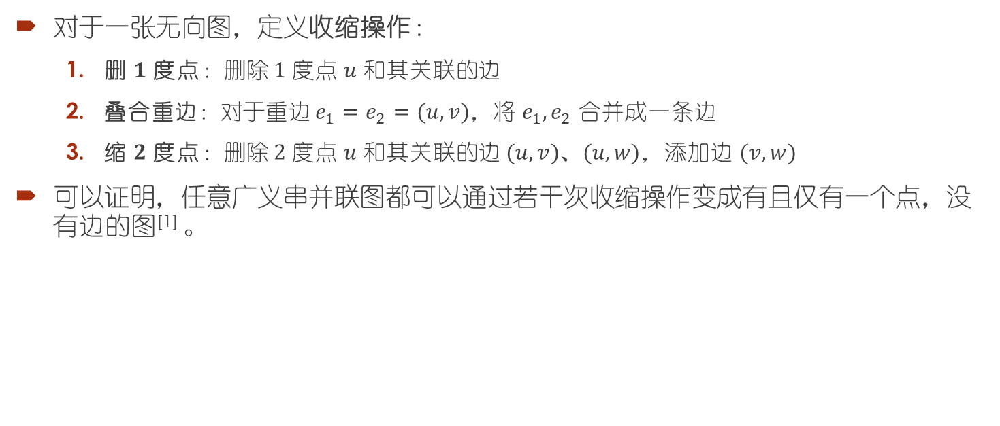 对于一张无向图，定义收缩操作：
1. 删 1 度点：删除 1 度点 u 和其关联的边
2. 叠合重边：对于重边 e₁ = e₂ = (u, v)，将 e₁, e₂ 合并成一条边
3. 缩 2 度点：删除 2 度点 u 和其关联的边 (u, v)、(u, w)，添加边 (v, w)
可以证明，任意广义串并联图都可以通过若干次收缩操作变成有且仅有一个点，没
有边的图[1] 。